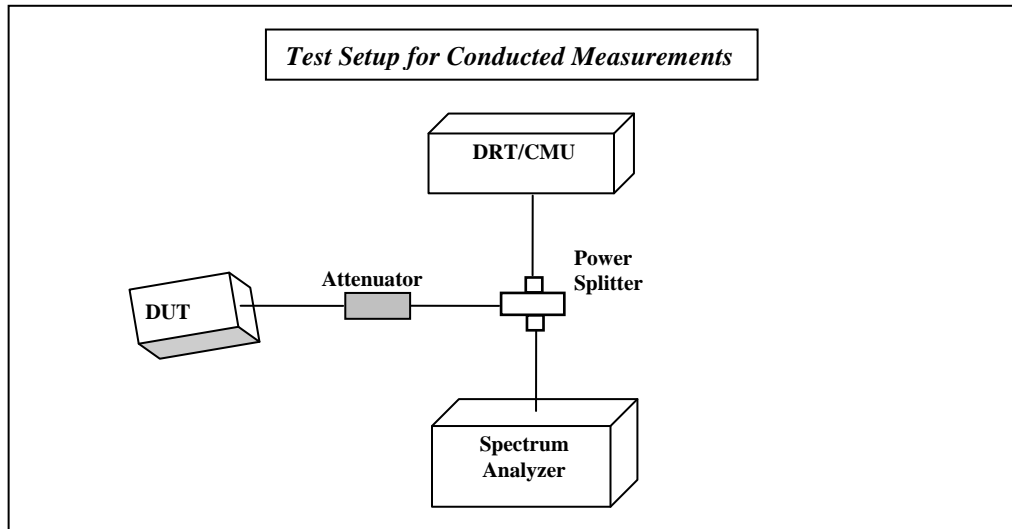 Test Setup for Conducted Measurements
DRT/CMU
Power
Splitter
Attenuator
DUT
Spectrum
Analyzer